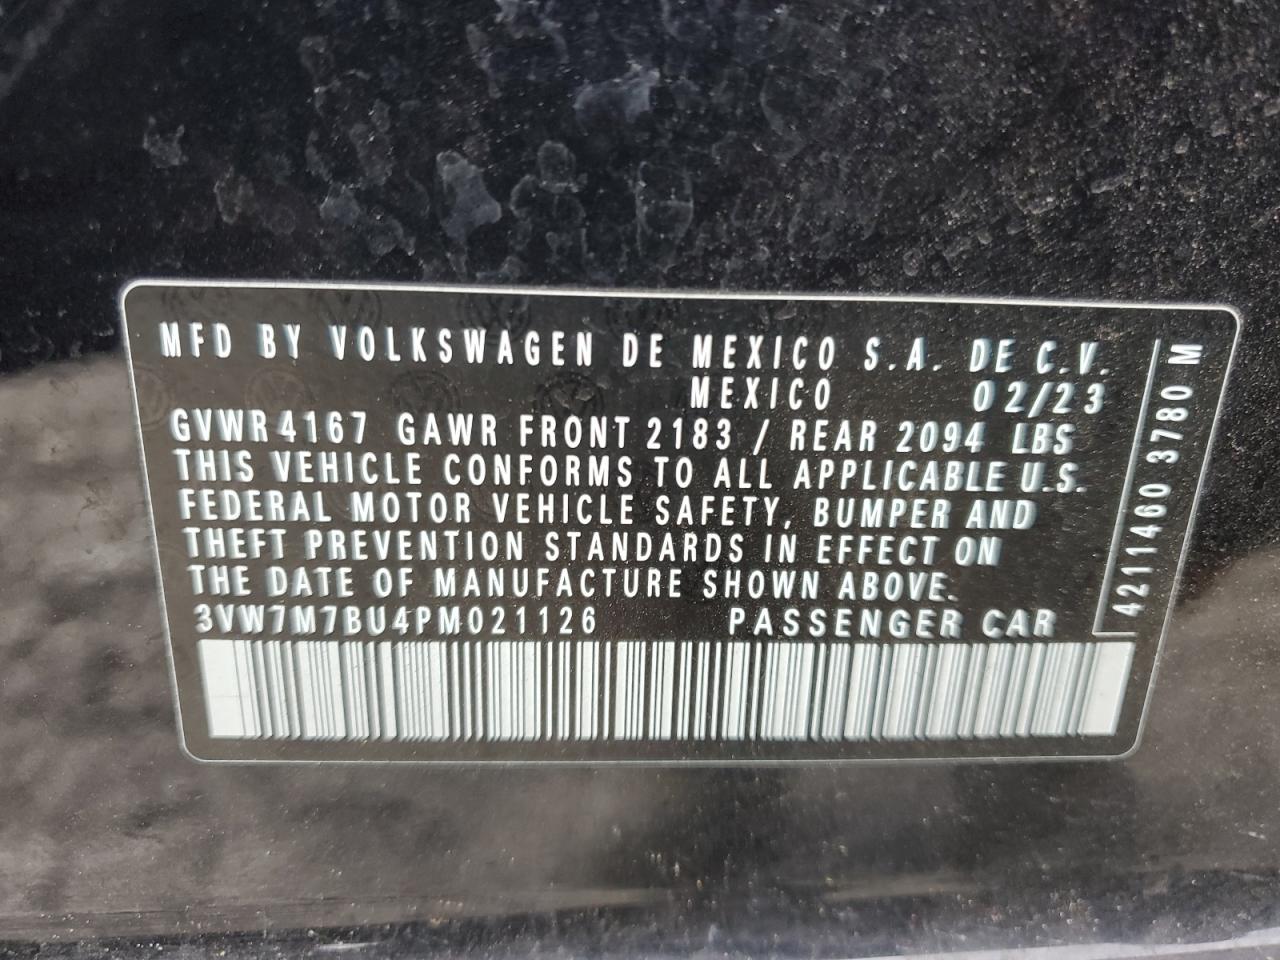 MFD BY VOLKSWAGEN DE MEXICO S.A. DE C.V.
MEXICO 02/23
GVWR 4167 GAWR FRONT 2183 / REAR 2094 LBS
THIS VEHICLE CONFORMS TO ALL APPLICABLE U.S.
FEDERAL MOTOR VEHICLE SAFETY, BUMPER AND
THEFT PREVENTION STANDARDS IN EFFECT ON
THE DATE OF MANUFACTURE SHOWN ABOVE.
3VW7M7BU4PM021126 PASSENGER CAR
4211460 3780 M